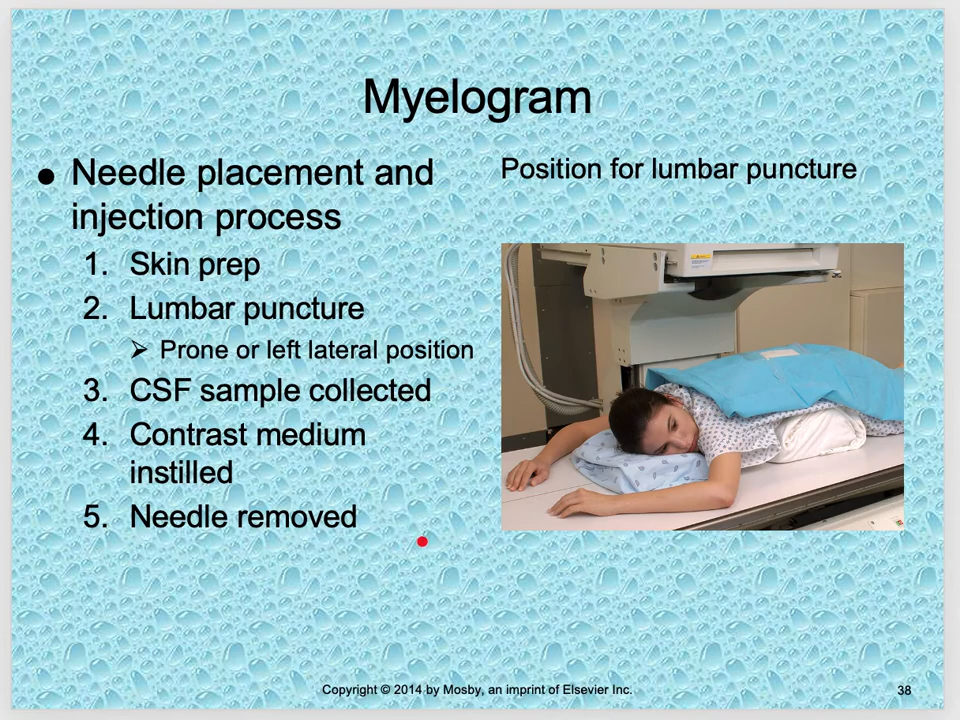 Myelogram
● Needle placement and
injection process
1. Skin prep
2. Lumbar puncture
➢ Prone or left lateral position
3. CSF sample collected
4. Contrast medium
instilled
5. Needle removed
Position for lumbar puncture
Copyright © 2014 by Mosby, an imprint of Elsevier Inc.
38